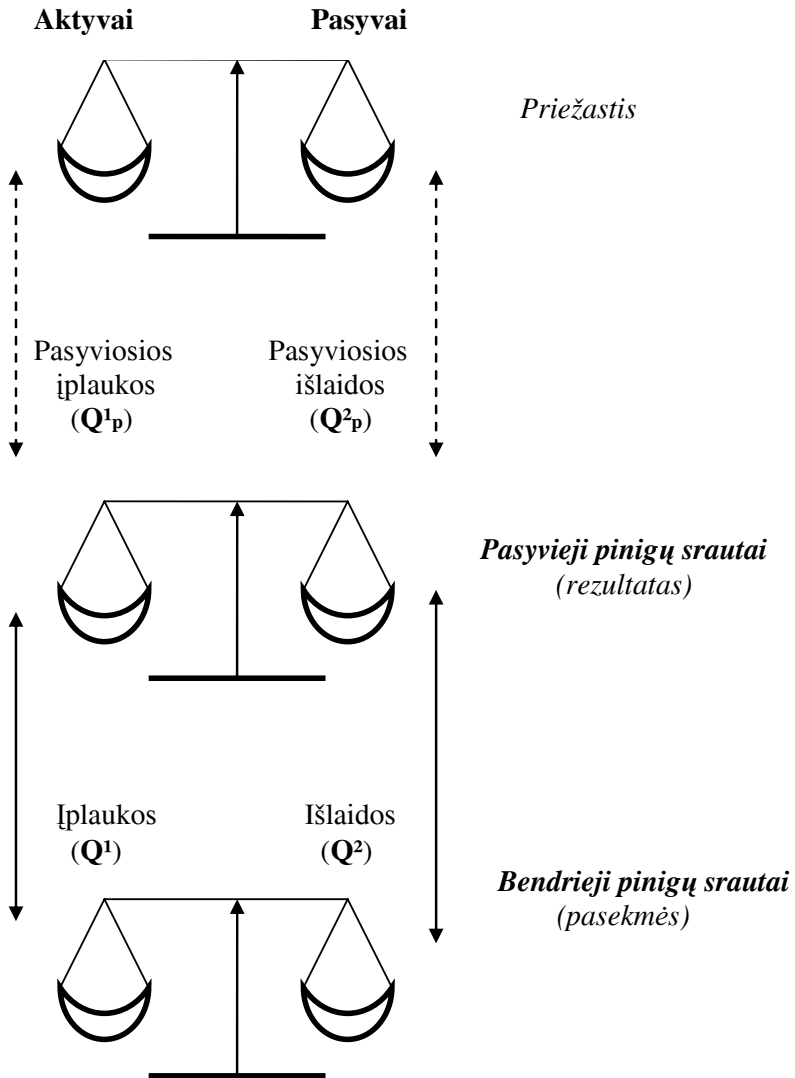 Aktyvai Pasyvai
Priežastis
Pasyviosios Pasyviosios
įplaukos išlaidos
(Q¹ₚ) (Q²ₚ)
Pasyvieji pinigų srautai
(rezultatas)
Įplaukos Išlaidos
(Q¹) (Q²)
Bendrieji pinigų srautai
(pasekmės)